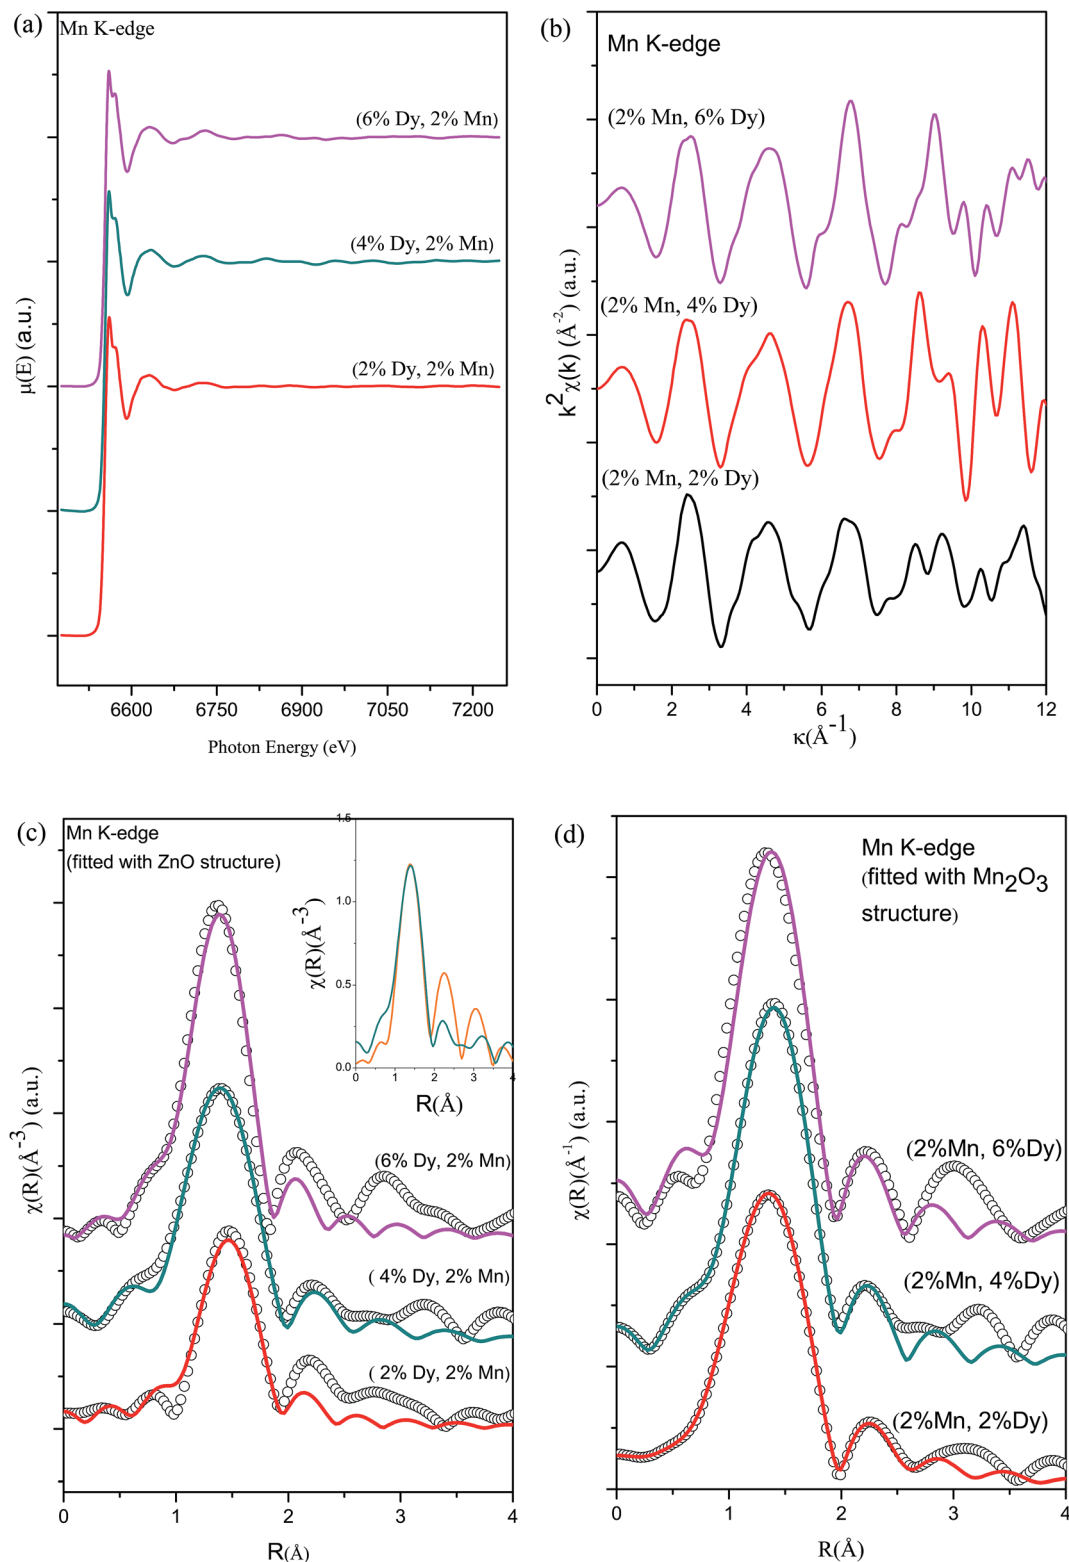 (a)
Mn K-edge
(6% Dy, 2% Mn)
(4% Dy, 2% Mn)
(2% Dy, 2% Mn)
μ(E) (a.u.)
6600 6750 6900 7050 7200
Photon Energy (eV)
(b)
Mn K-edge
(2% Mn, 6% Dy)
(2% Mn, 4% Dy)
(2% Mn, 2% Dy)
k²χ(k) (Å⁻²) (a.u.)
0 2 4 6 8 10 12
κ(Å⁻¹)
(c)
Mn K-edge
(fitted with ZnO structure)
1.5
1.0
0.5
0.0
χ(R)(Å⁻³)
0 1 2 3 4
R(Å)
(6% Dy, 2% Mn)
( 4% Dy, 2% Mn)
( 2% Dy, 2% Mn)
χ(R)(Å⁻³) (a.u.)
0 1 2 3 4
R(Å)
(d)
Mn K-edge
(fitted with Mn₂O₃
structure)
(2%Mn, 6%Dy)
(2%Mn, 4%Dy)
(2%Mn, 2%Dy)
χ(R)(Å⁻¹) (a.u.)
0 1 2 3 4
R(Å)